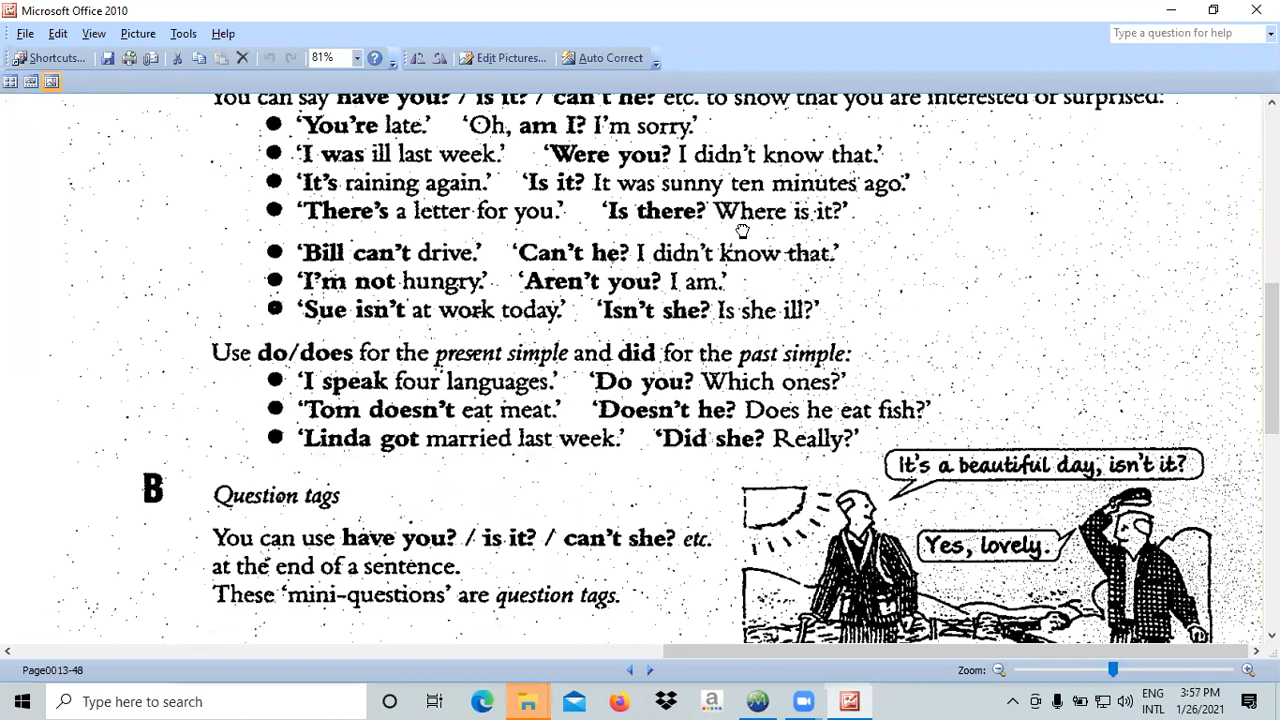 Microsoft Office 2010
File Edit View Picture Tools Help
Type a question for help
Shortcuts...
81%
Edit Pictures...
Auto Correct
You can say have you? / is it? / can't he? etc. to show that you are interested or surprised:
● ‘You're late.’ ‘Oh, am I? I'm sorry.’
● ‘I was ill last week.’ ‘Were you? I didn't know that.’
● ‘It's raining again.’ ‘Is it? It was sunny ten minutes ago.’
● ‘There's a letter for you.’ ‘Is there? Where is it?’
● ‘Bill can't drive.’ ‘Can't he? I didn't know that.’
● ‘I'm not hungry.’ ‘Aren't you? I am.’
● ‘Sue isn't at work today.’ ‘Isn't she? Is she ill?’
Use do/does for the present simple and did for the past simple:
● ‘I speak four languages.’ ‘Do you? Which ones?’
● ‘Tom doesn't eat meat.’ ‘Doesn't he? Does he eat fish?’
● ‘Linda got married last week.’ ‘Did she? Really?’
B Question tags
You can use have you? / is it? / can't she? etc.
at the end of a sentence.
These ‘mini-questions’ are question tags.
It's a beautiful day, isn't it?
Yes, lovely.
Page0013-48
Zoom:
Type here to search
a
ENG
INTL
3:57 PM
1/26/2021